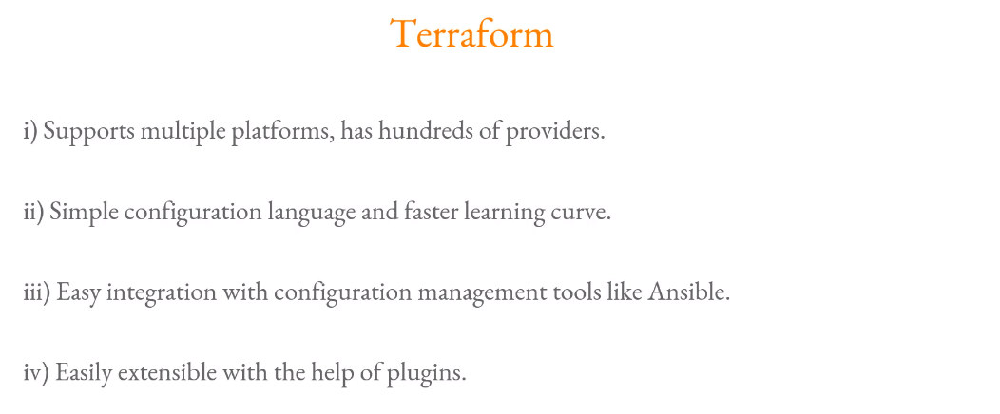 Terraform
i) Supports multiple platforms, has hundreds of providers.
ii) Simple configuration language and faster learning curve.
iii) Easy integration with configuration management tools like Ansible.
iv) Easily extensible with the help of plugins.